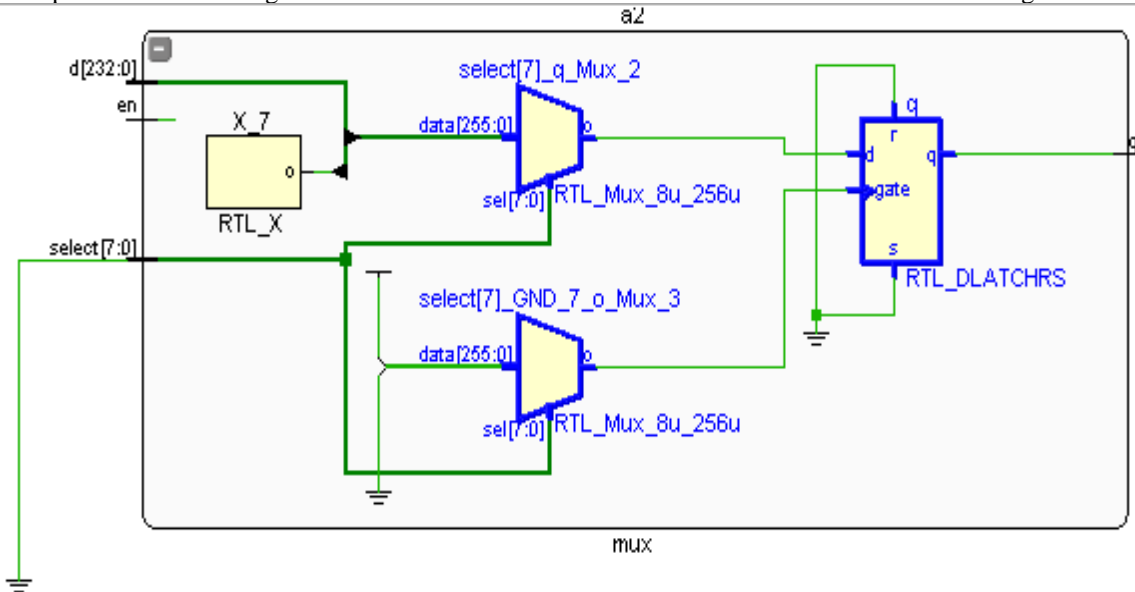 a2
d[232:0]
en
X_7
o
RTL_X
select[7:0]
select[7]_q_Mux_2
data[255:0]
o
sel[7:0]
RTL_Mux_8u_256u
select[7]_GND_7_o_Mux_3
data[255:0]
o
sel[7:0]
RTL_Mux_8u_256u
q
r
d
q
gate
s
RTL_DLATCHRS
mux